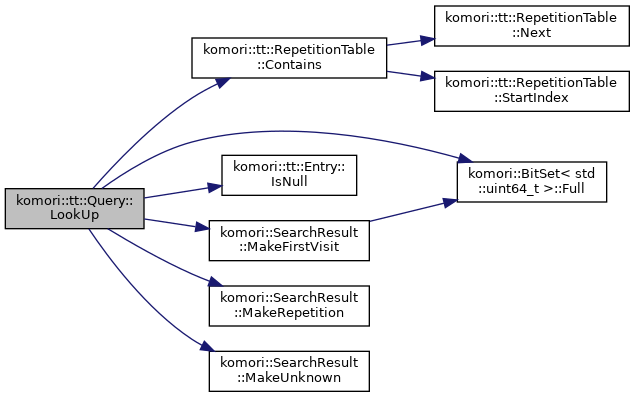 komori::tt::Query::
LookUp
komori::tt::RepetitionTable
::Contains
komori::tt::RepetitionTable
::Next
komori::tt::RepetitionTable
::StartIndex
komori::tt::Entry::
IsNull
komori::BitSet< std
::uint64_t >::Full
komori::SearchResult
::MakeFirstVisit
komori::SearchResult
::MakeRepetition
komori::SearchResult
::MakeUnknown